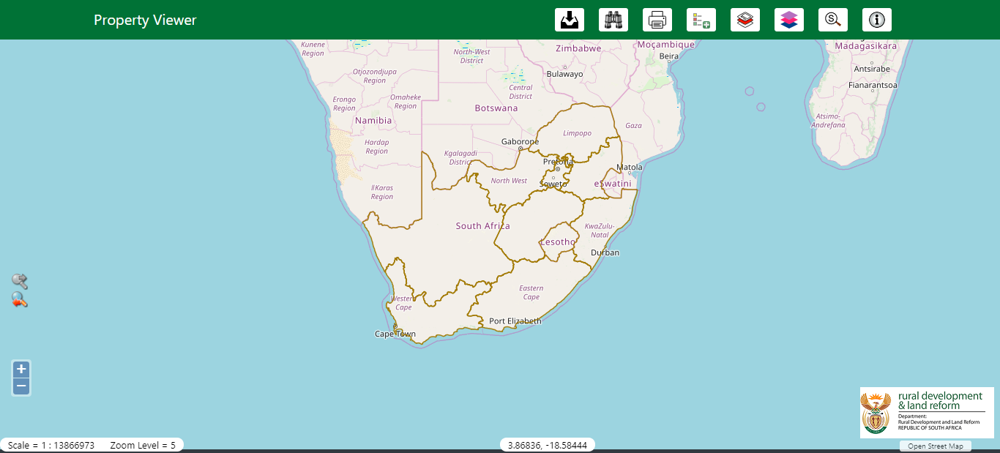 Property Viewer
S
i
Kunene
Region
North-West
District
Zimbabwe
Moçambique
Madagasikara
Beira
Antsirabe
Bulawayo
Otjozondjupa
Region
Fianarantsoa
Central
District
Erongo
Region
Omaheke
Region
Botswana
Namibia
Atsimo-
Andrefana
Gaza
Limpopo
Gaborone
Hardap
Region
Kgalagadi
District
Pretoria
Matola
North West
Soweto
eSwatini
ǁKaras
Region
South Africa
KwaZulu-
Natal
Lesotho
Durban
Eastern
Cape
Western
Cape
Port Elizabeth
Cape Town
+
−
rural development
& land reform
Department:
Rural Development and Land Reform
REPUBLIC OF SOUTH AFRICA
Scale = 1 : 13866973 Zoom Level = 5
3.86836, -18.58444
Open Street Map